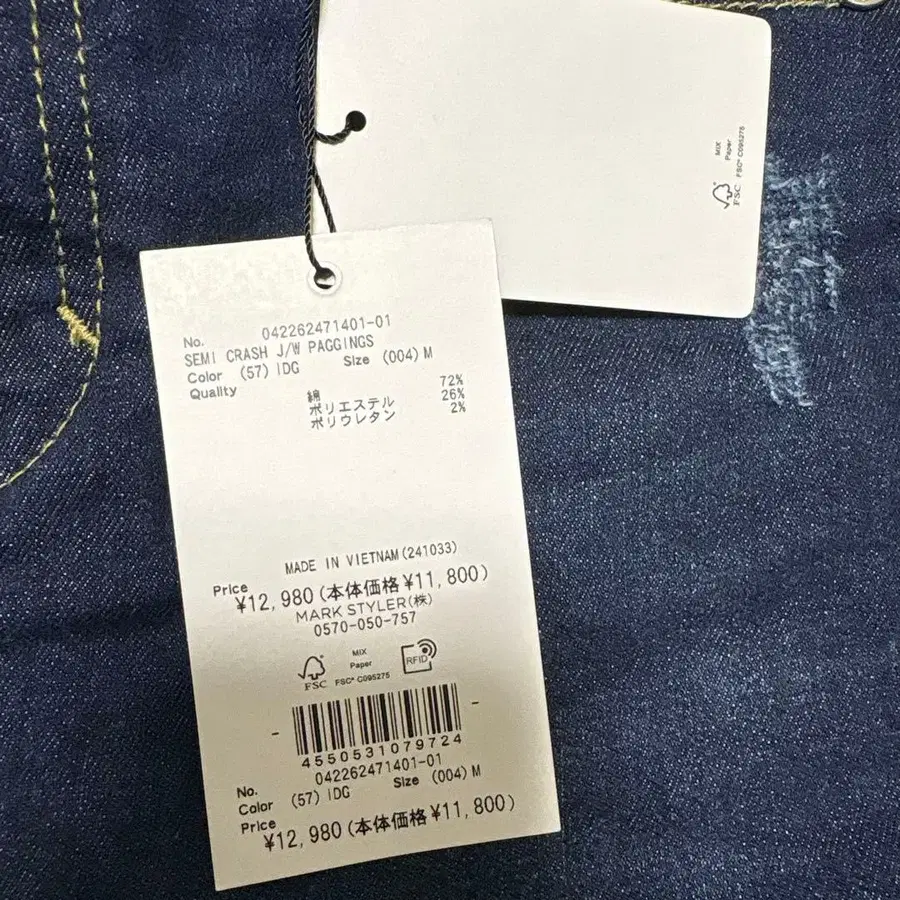 MIX
Paper
FSC® C095275
FSC
No. 042262471401-01
SEMI CRASH J/W PAGGINGS
Color (57) IDG Size (004) M
Quality
綿 72%
ポリエステル 26%
ポリウレタン 2%
MADE IN VIETNAM(241033)
Price
¥12,980(本体価格¥11,800)
MARK STYLER(株)
0570-050-757
FSC
MIX
Paper
FSC® C095275
RFID
4550531079724
No. 042262471401-01
Color (57) IDG Size (004) M
Price
¥12,980(本体価格¥11,800)